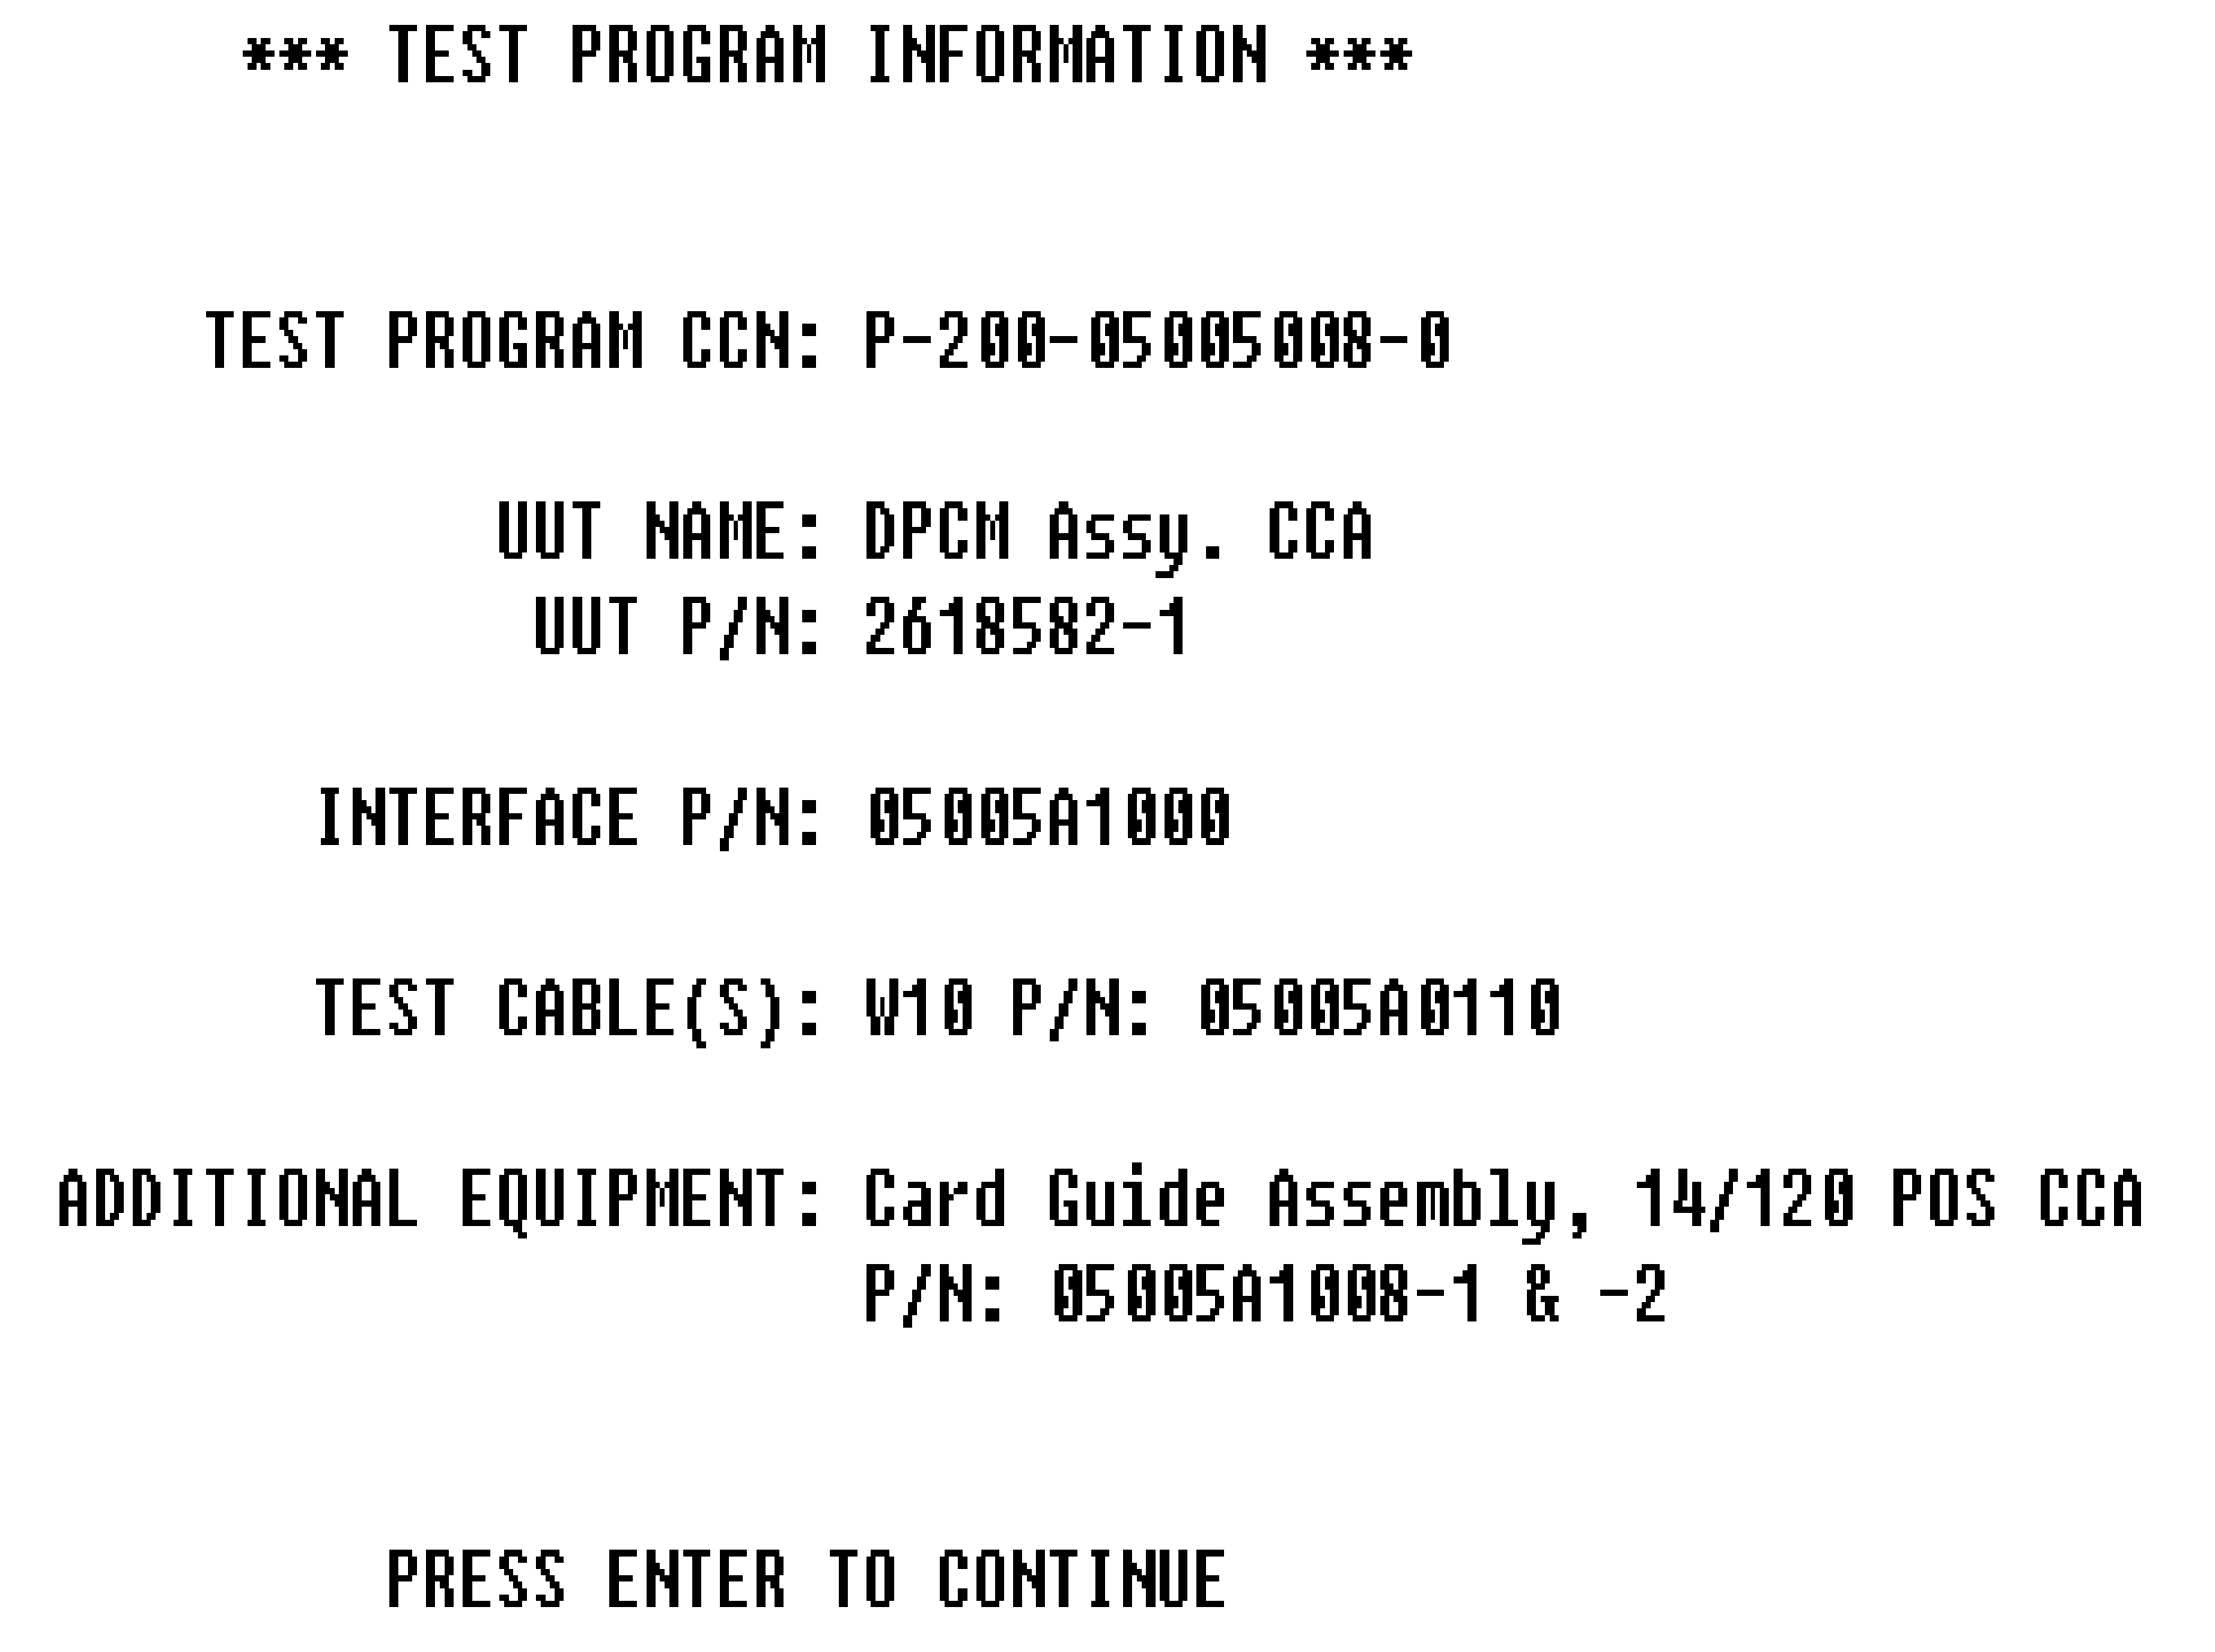 *** TEST PROGRAM INFORMATION ***
TEST PROGRAM CCN: P-200-05005008-0
UUT NAME: DPCM Assy. CCA
UUT P/N: 2618582-1
INTERFACE P/N: 05005A1000
TEST CABLE(S): W10 P/N: 05005A0110
ADDITIONAL EQUIPMENT: Card Guide Assembly, 14/120 POS CCA
P/N: 05005A1008-1 & -2
PRESS ENTER TO CONTINUE